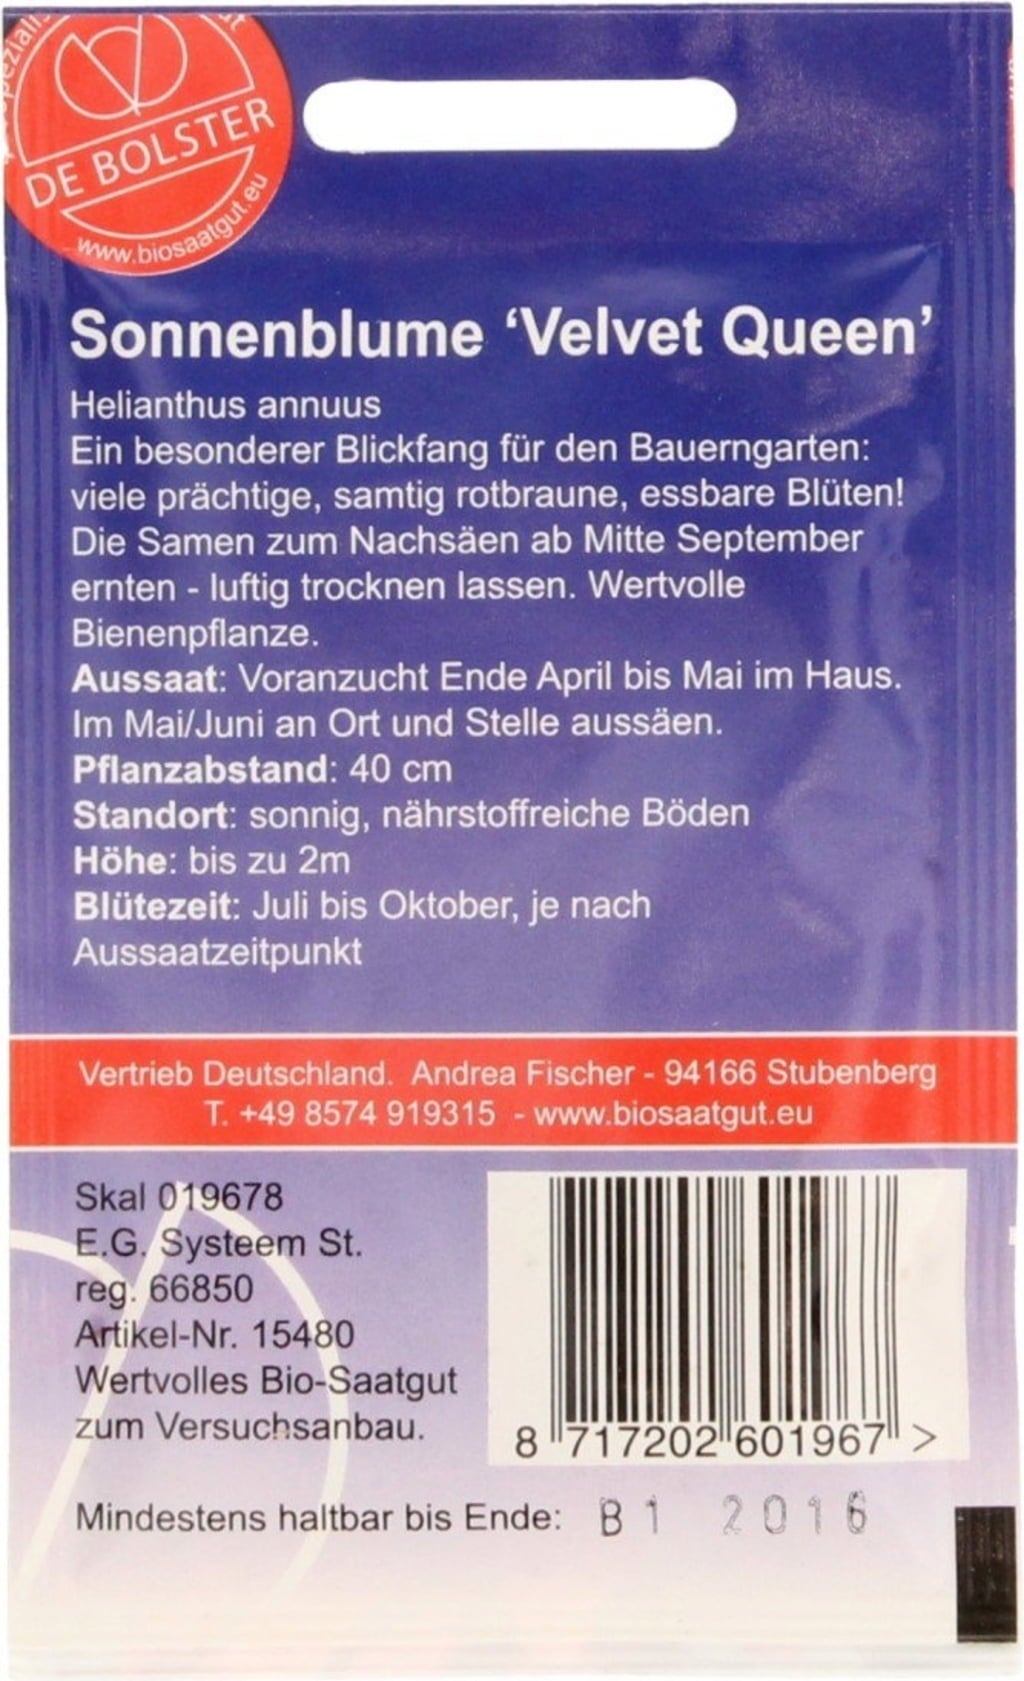 DE BOLSTER
www.biosaatgut.eu
Sonnenblume ‘Velvet Queen’
Helianthus annuus
Ein besonderer Blickfang für den Bauerngarten:
viele prächtige, samtig rotbraune, essbare Blüten!
Die Samen zum Nachsäen ab Mitte September
ernten - luftig trocknen lassen. Wertvolle
Bienenpflanze.
Aussaat: Voranzucht Ende April bis Mai im Haus.
Im Mai/Juni an Ort und Stelle aussäen.
Pflanzabstand: 40 cm
Standort: sonnig, nährstoffreiche Böden
Höhe: bis zu 2m
Blütezeit: Juli bis Oktober, je nach
Aussaatzeitpunkt
Vertrieb Deutschland. Andrea Fischer - 94166 Stubenberg
T. +49 8574 919315 - www.biosaatgut.eu
Skal 019678
E.G. Systeem St.
reg. 66850
Artikel-Nr. 15480
Wertvolles Bio-Saatgut
zum Versuchsanbau.
8 717202 601967 >
Mindestens haltbar bis Ende: B1 2016